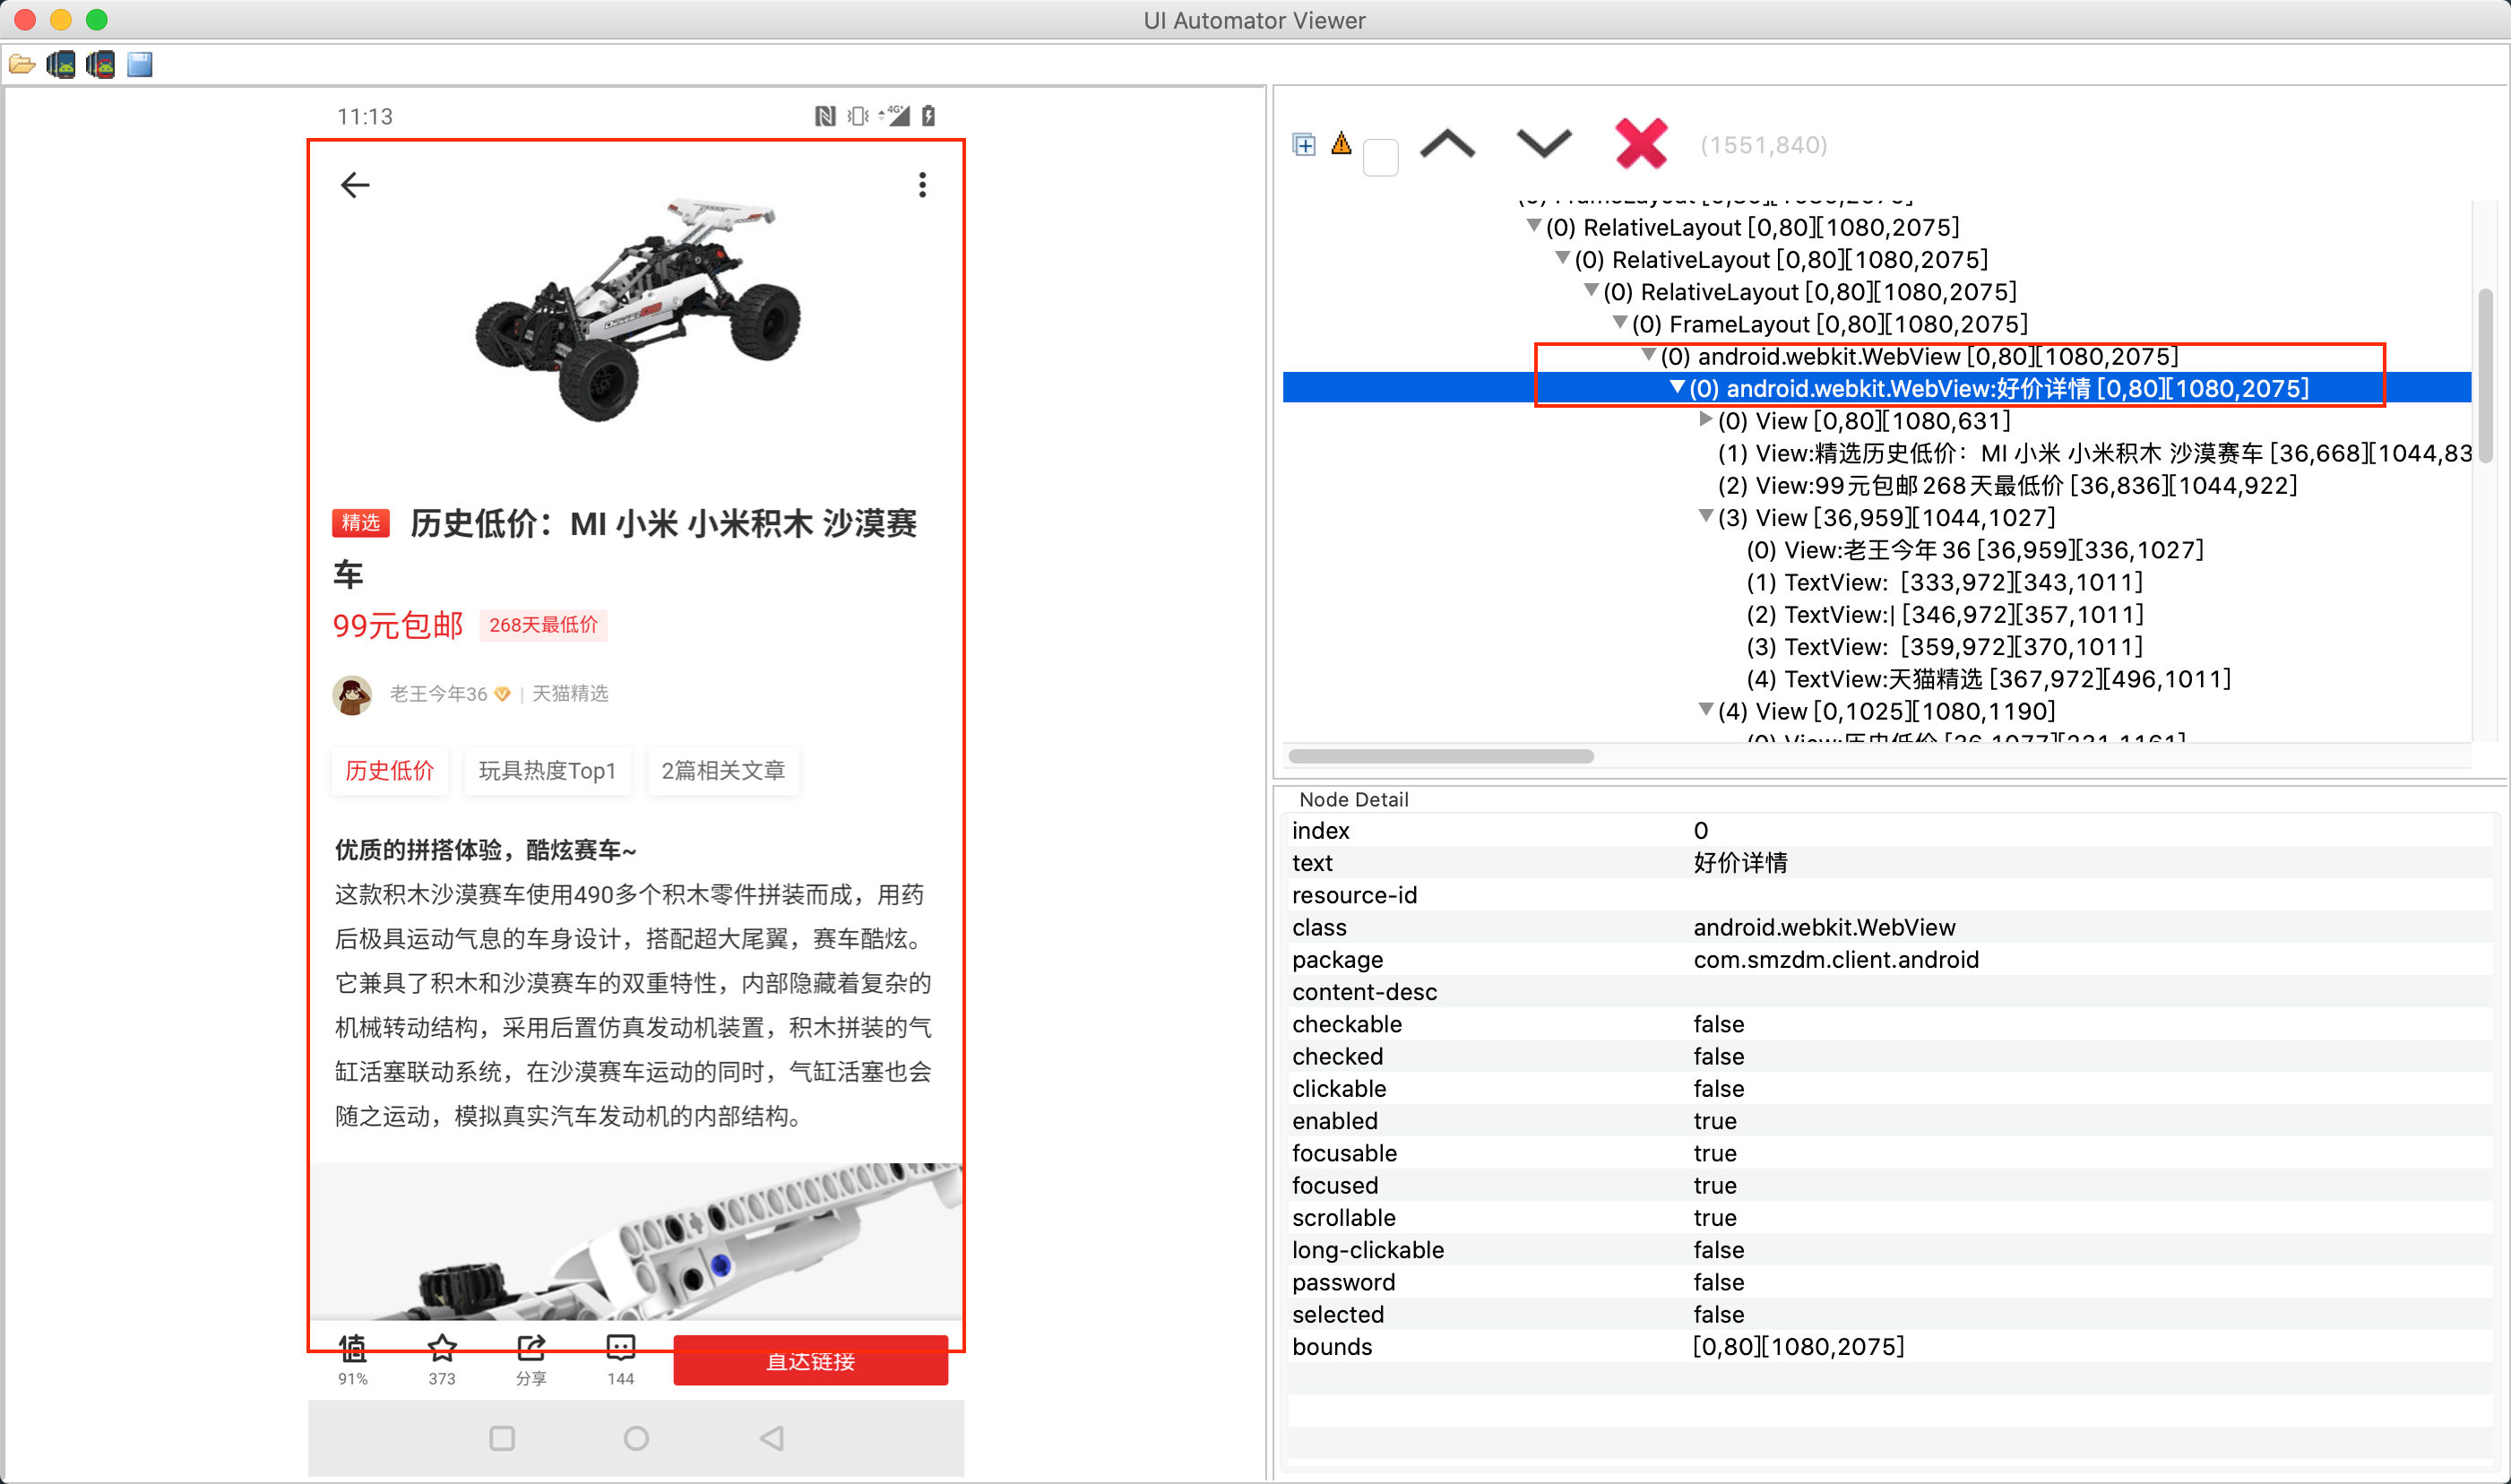 UI Automator Viewer
11:13
4G+
精选 历史低价：MI 小米 小米积木 沙漠赛
车
99元包邮 268天最低价
老王今年36 | 天猫精选
历史低价 玩具热度Top1 2篇相关文章
优质的拼搭体验，酷炫赛车~
这款积木沙漠赛车使用490多个积木零件拼装而成，用药
后极具运动气息的车身设计，搭配超大尾翼，赛车酷炫。
它兼具了积木和沙漠赛车的双重特性，内部隐藏着复杂的
机械转动结构，采用后置仿真发动机装置，积木拼装的气
缸活塞联动系统，在沙漠赛车运动的同时，气缸活塞也会
随之运动，模拟真实汽车发动机的内部结构。
值 直达链接
91% 373 分享 144
(1551,840)
(0) FrameLayout [0,80][1080,2075]
(0) RelativeLayout [0,80][1080,2075]
(0) RelativeLayout [0,80][1080,2075]
(0) RelativeLayout [0,80][1080,2075]
(0) FrameLayout [0,80][1080,2075]
(0) android.webkit.WebView [0,80][1080,2075]
(0) android.webkit.WebView:好价详情 [0,80][1080,2075]
(0) View [0,80][1080,631]
(1) View:精选历史低价：MI 小米 小米积木 沙漠赛车 [36,668][1044,83
(2) View:99元包邮268天最低价 [36,836][1044,922]
(3) View [36,959][1044,1027]
(0) View:老王今年36 [36,959][336,1027]
(1) TextView: [333,972][343,1011]
(2) TextView:| [346,972][357,1011]
(3) TextView: [359,972][370,1011]
(4) TextView:天猫精选 [367,972][496,1011]
(4) View [0,1025][1080,1190]
(0) View:历史低价 [36,1077][231,1161]
Node Detail
index 0
text 好价详情
resource-id
class android.webkit.WebView
package com.smzdm.client.android
content-desc
checkable false
checked false
clickable false
enabled true
focusable true
focused true
scrollable true
long-clickable false
password false
selected false
bounds [0,80][1080,2075]